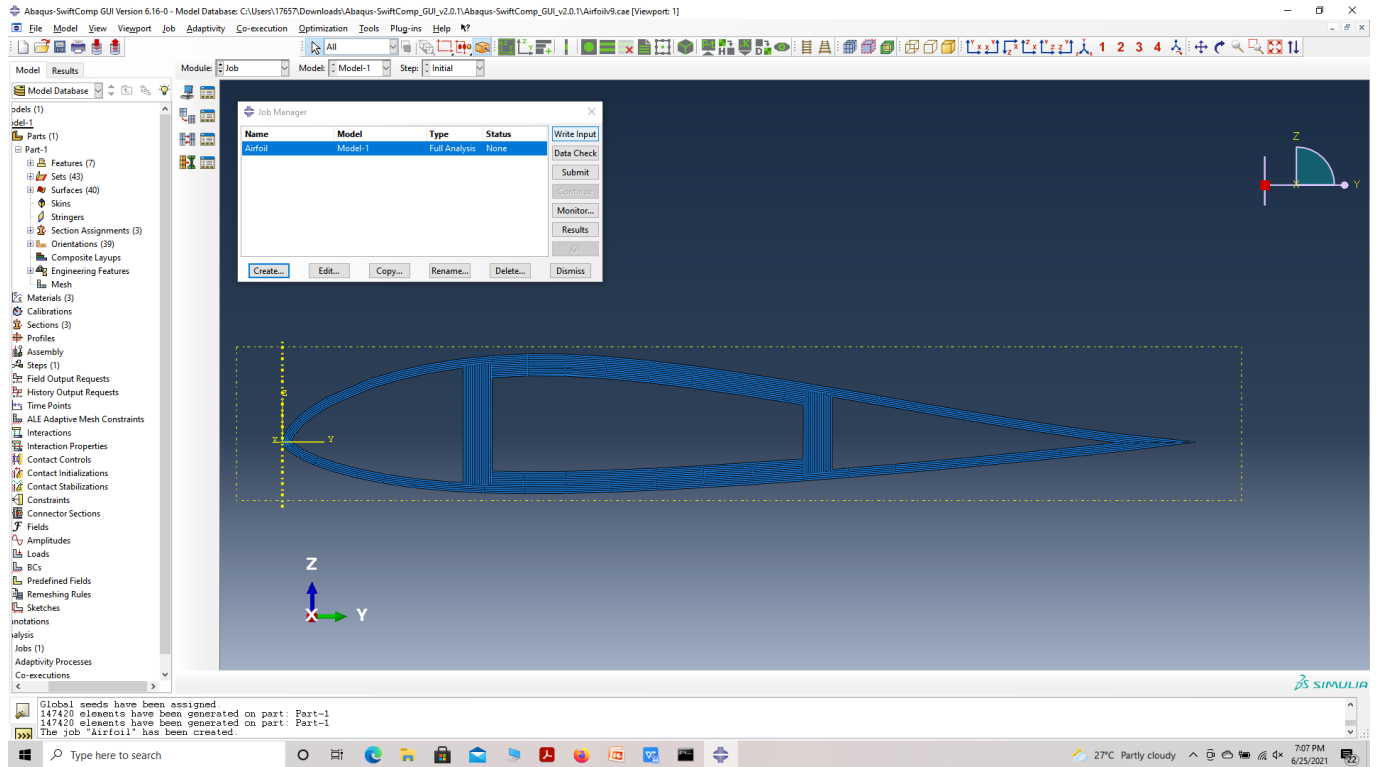 Abaqus-SwiftComp GUI Version 6.16-0 - Model Database: C:\Users\17657\Downloads\Abaqus-SwiftComp_GUI_v2.0.1\Abaqus-SwiftComp_GUI_v2.0.1\Airfoilv9.cae [Viewport: 1]
File Model View Viewport Job Adaptivity Co-execution Optimization Tools Plug-ins Help
All
1 2 3 4
Model Results
Module: Job Model: Model-1 Step: Initial
Model Database
odels (1)
del-1
Parts (1)
Part-1
Features (7)
Sets (43)
Surfaces (40)
Skins
Stringers
Section Assignments (3)
Orientations (39)
Composite Layups
Engineering Features
Mesh
Materials (3)
Calibrations
Sections (3)
Profiles
Assembly
Steps (1)
Field Output Requests
History Output Requests
Time Points
ALE Adaptive Mesh Constraints
Interactions
Interaction Properties
Contact Controls
Contact Initializations
Contact Stabilizations
Constraints
Connector Sections
Fields
Amplitudes
Loads
BCs
Predefined Fields
Remeshing Rules
Sketches
nnotations
alysis
Jobs (1)
Adaptivity Processes
Co-executions
Job Manager
Name Model Type Status
Airfoil Model-1 Full Analysis None
Write Input
Data Check
Submit
Continue
Monitor...
Results
Kill
Create... Edit... Copy... Rename... Delete... Dismiss
Z
X Y
Z
X Y
Z
X Y
SIMULIA
Global seeds have been assigned.
147420 elements have been generated on part: Part-1
147420 elements have been generated on part: Part-1
The job "Airfoil" has been created.
Type here to search
27°C Partly cloudy
7:07 PM
6/25/2021
22